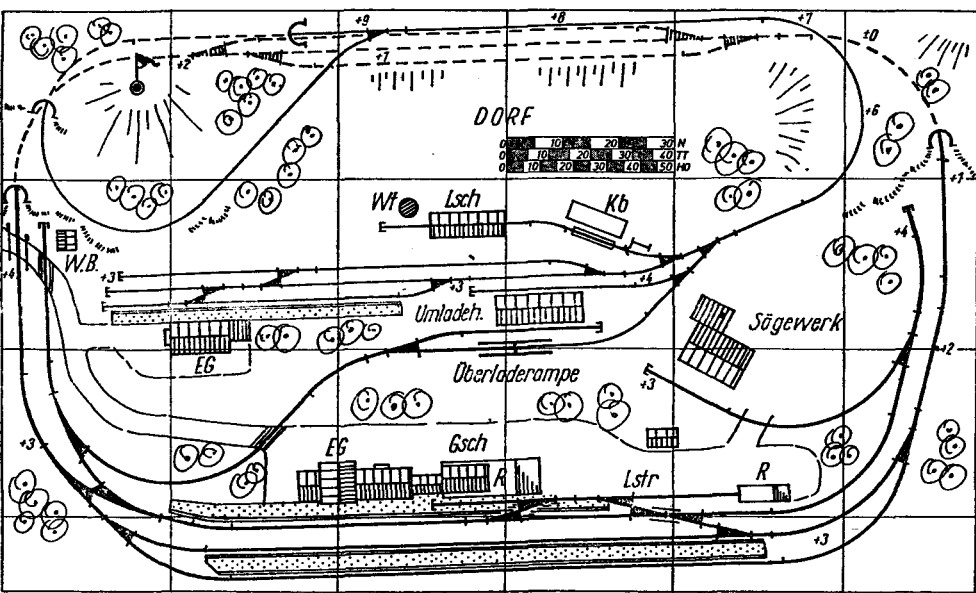 +9
+8
+7
±0
+2
+1
+6
DORF
0 10 20 30 N
0 10 20 30 40 TT
0 10 20 30 40 50 H0
+1
Wt
Lsch
Kb
W.B.
+4
+3
+3
+4
Umladeh.
Sägewerk
EG
Überladerampe
+3
+2
+3
EG
Gsch
R
Lstr
R
+3